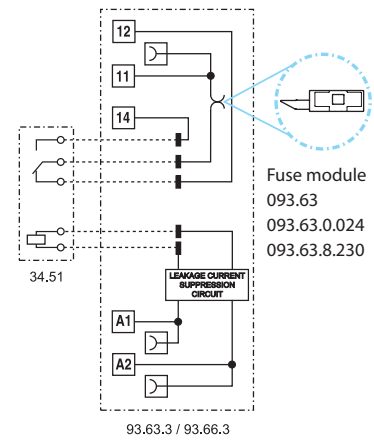 12
11
14
Fuse module
093.63
093.63.0.024
093.63.8.230
34.51
LEAKAGE CURRENT
SUPPRESSION
CIRCUIT
A1
A2
93.63.3 / 93.66.3